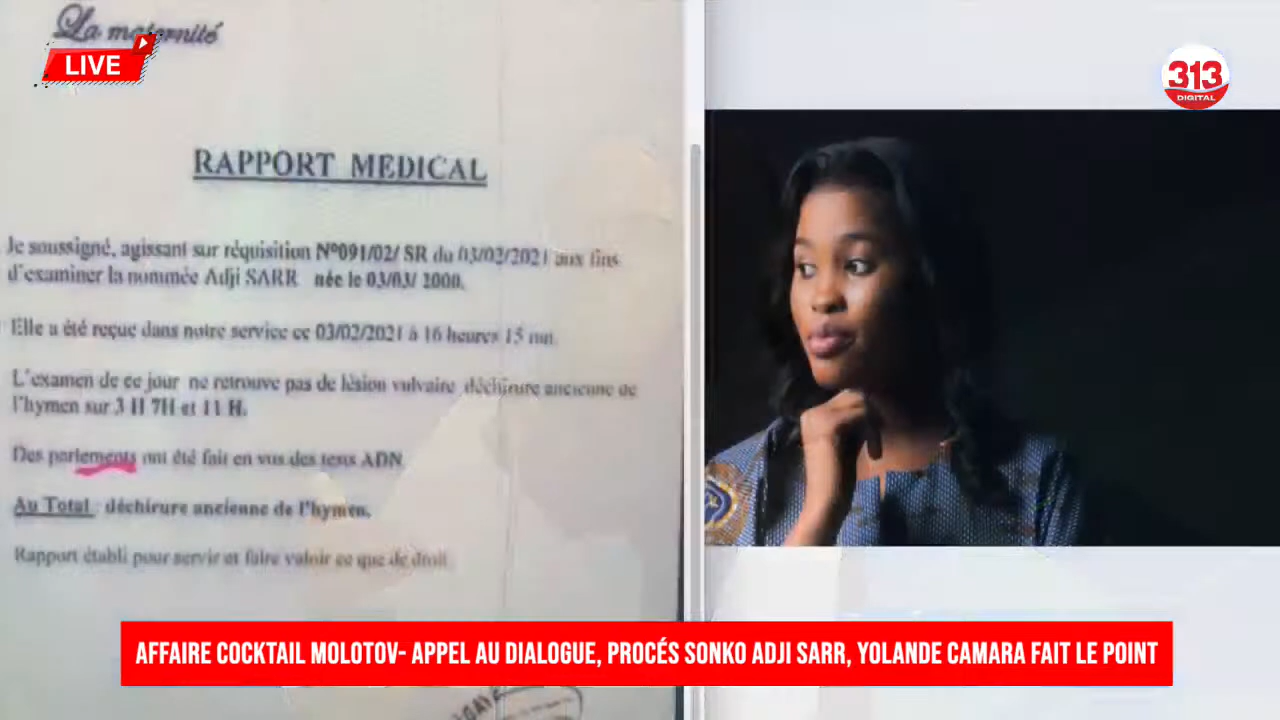 La maternité
LIVE
313
DIGITAL
RAPPORT MEDICAL
Je soussigné, agissant sur réquisition N°091/02/ SR du 03/02/2021 aux fins
d'examiner la nommée Adji SARR née le 03/03/ 2000.
Elle a été reçue dans notre service ce 03/02/2021 à 16 heures 15 mn.
L'examen de ce jour ne retrouve pas de lésion vulvaire déchirure ancienne de
l'hymen sur 3 H 7H et 11 H.
Des parlements ont été fait en vus des tests ADN
Au Total : déchirure ancienne de l'hymen.
Rapport établi pour servir et faire valoir ce que de droit.
AFFAIRE COCKTAIL MOLOTOV- APPEL AU DIALOGUE, PROCÉS SONKO ADJI SARR, YOLANDE CAMARA FAIT LE POINT